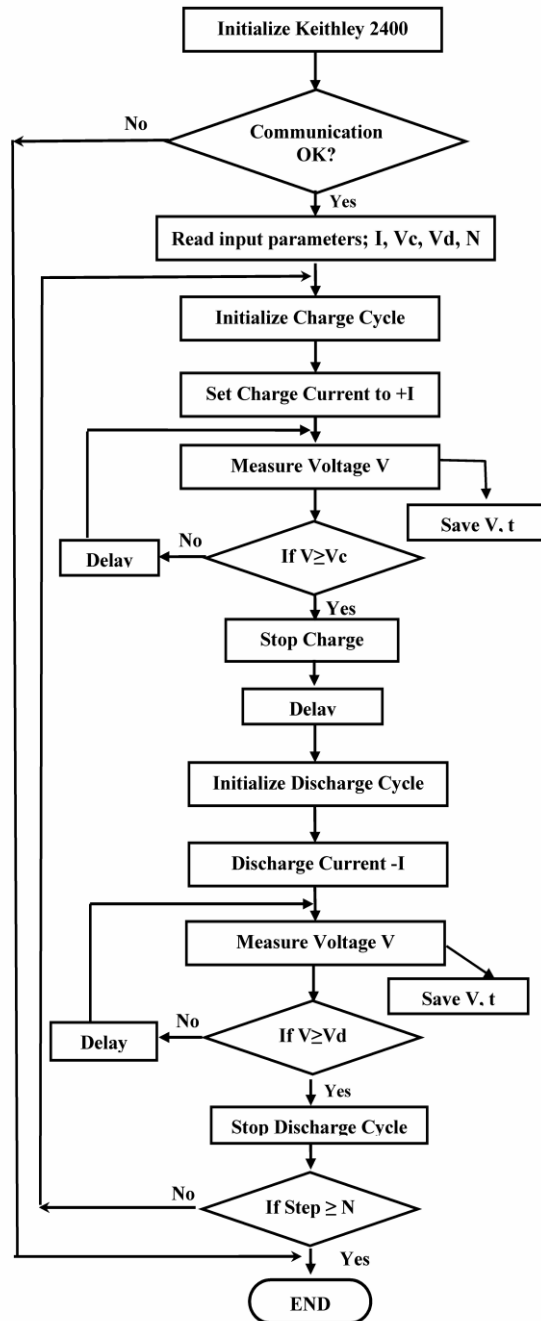 Initialize Keithley 2400
No
Communication
OK?
Yes
Read input parameters; I, Vc, Vd, N
Initialize Charge Cycle
Set Charge Current to +I
Measure Voltage V
Save V, t
No
Delay
If V≥Vc
Yes
Stop Charge
Delay
Initialize Discharge Cycle
Discharge Current -I
Measure Voltage V
Save V, t
No
Delay
If V≥Vd
Yes
Stop Discharge Cycle
No
If Step ≥ N
Yes
END